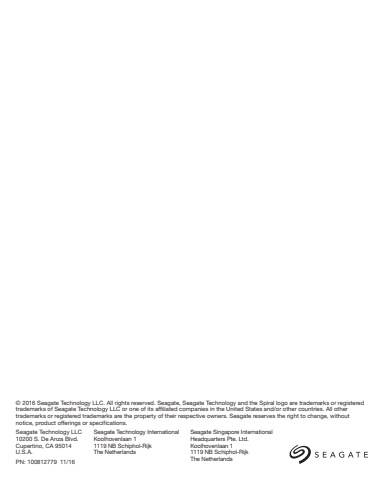 © 2016 Seagate Technology LLC. All rights reserved. Seagate, Seagate Technology and the Spiral logo are trademarks or registered
trademarks of Seagate Technology LLC or one of its affiliated companies in the United States and/or other countries. All other
trademarks or registered trademarks are the property of their respective owners. Seagate reserves the right to change, without
notice, product offerings or specifications.
Seagate Technology LLC
10200 S. De Anza Blvd.
Cupertino, CA 95014
U.S.A.
Seagate Technology International
Koolhovenlaan 1
1119 NB Schiphol-Rijk
The Netherlands
Seagate Singapore International
Headquarters Pte. Ltd.
Koolhovenlaan 1
1119 NB Schiphol-Rijk
The Netherlands
PN: 100812779 11/16
SEAGATE